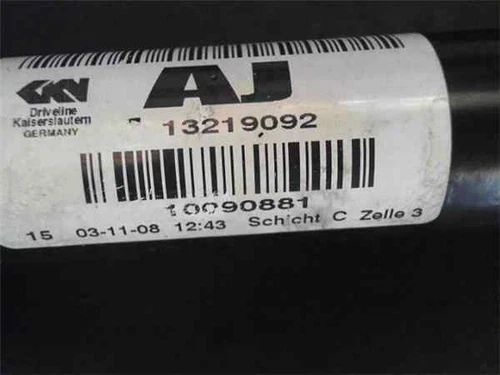 GKN
Driveline
Kaiserslautern
GERMANY
AJ
13219092
10090881
15 03-11-08 12:43 Schicht C Zelle 3